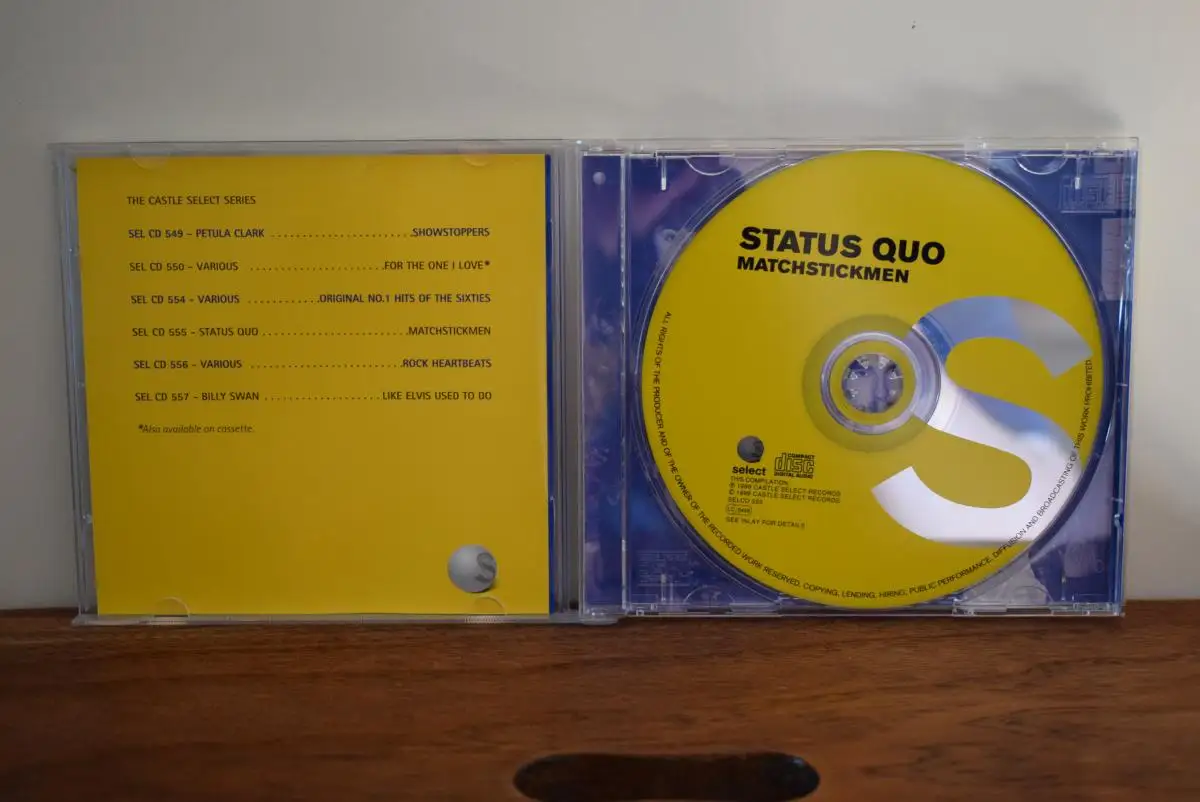 THE CASTLE SELECT SERIES
SEL CD 549 – PETULA CLARK ........................SHOWSTOPPERS
SEL CD 550 – VARIOUS .......................FOR THE ONE I LOVE*
SEL CD 554 – VARIOUS ............ORIGINAL NO.1 HITS OF THE SIXTIES
SEL CD 555 – STATUS QUO ........................MATCHSTICKMEN
SEL CD 556 – VARIOUS .........................ROCK HEARTBEATS
SEL CD 557 – BILLY SWAN ...................LIKE ELVIS USED TO DO
*Also available on cassette.
S
STATUS QUO
MATCHSTICKMEN
S
select
COMPACT
disc
DIGITAL AUDIO
THIS COMPILATION
℗ 1999 CASTLE SELECT RECORDS
© 1999 CASTLE SELECT RECORDS
SELCD 555
SEE INLAY FOR DETAILS
ALL RIGHTS OF THE PRODUCER AND OF THE OWNER OF THE RECORDED WORK RESERVED. COPYING, LENDING, HIRING, PUBLIC PERFORMANCE, DIFFUSION AND BROADCASTING OF THIS WORK PROHIBITED.